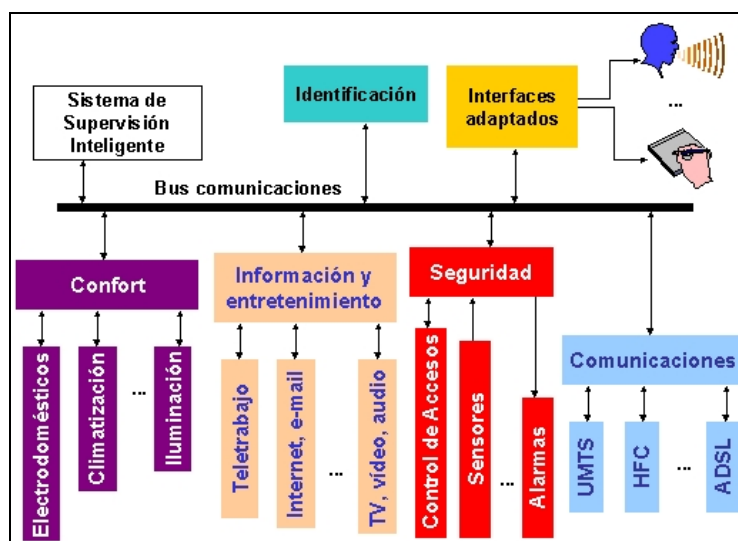 Sistema de
Supervisión
Inteligente
Identificación
Interfaces
adaptados
...
Bus comunicaciones
Confort
Información y
entretenimiento
Seguridad
Comunicaciones
Electrodomésticos
Climatización
...
Iluminación
Teletrabajo
Internet, e-mail
...
TV, vídeo, audio
Control de Accesos
Sensores
...
Alarmas
UMTS
HFC
...
ADSL